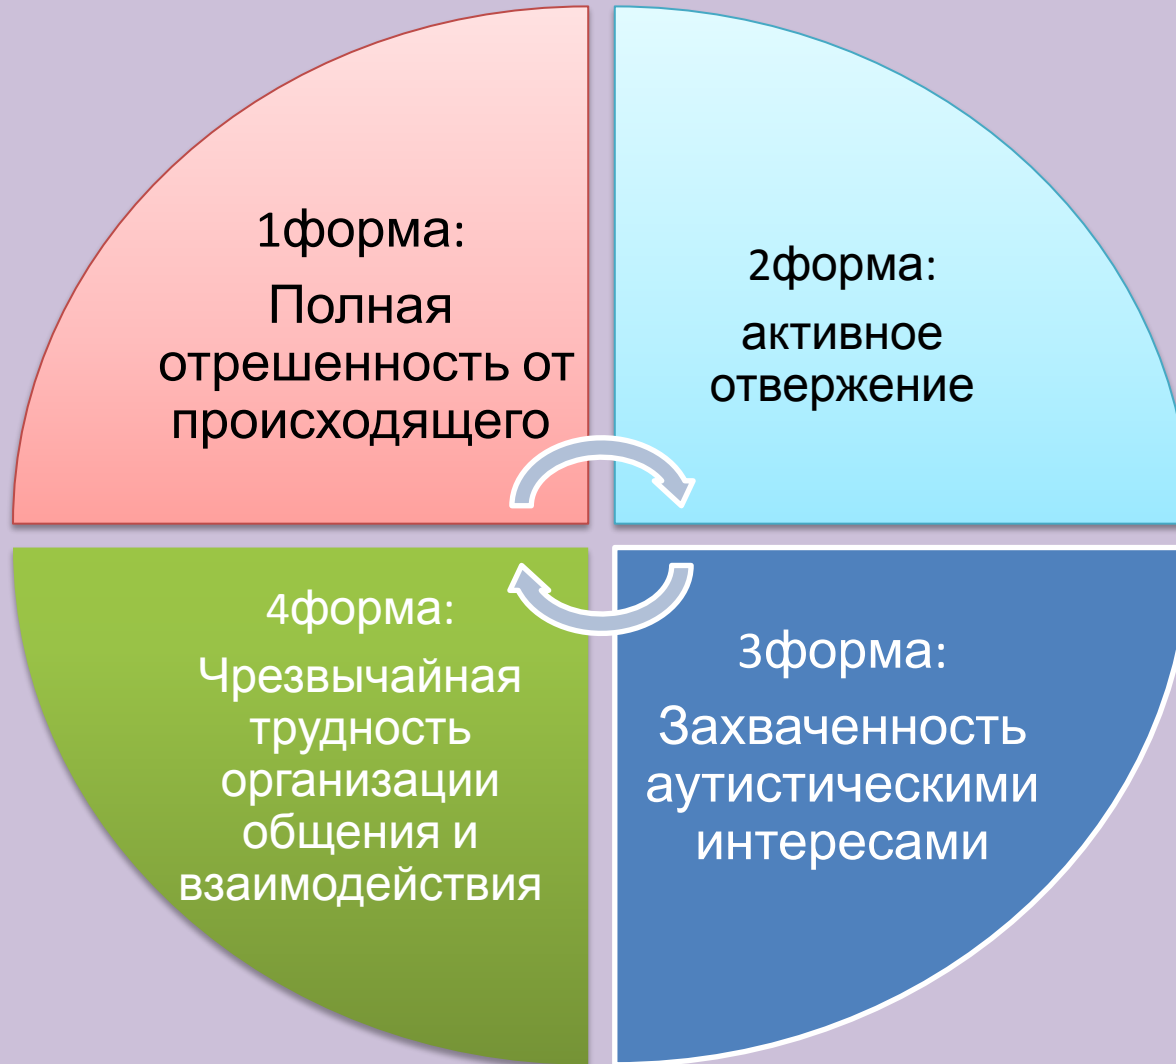 1форма:
Полная
отрешенность от
происходящего
2форма:
активное
отвержение
3форма:
Захваченность
аутистическими
интересами
4форма:
Чрезвычайная
трудность
организации
общения и
взаимодействия